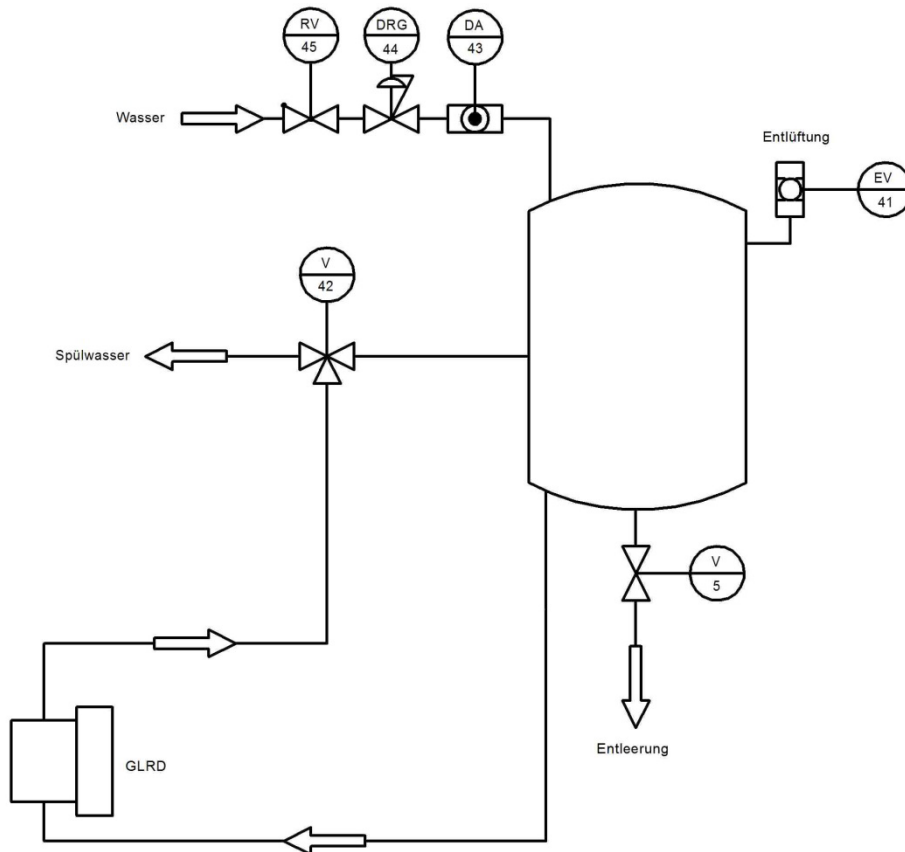 RV
45
DRG
44
DA
43
Wasser
Entlüftung
EV
41
V
42
Spülwasser
V
5
Entleerung
GLRD